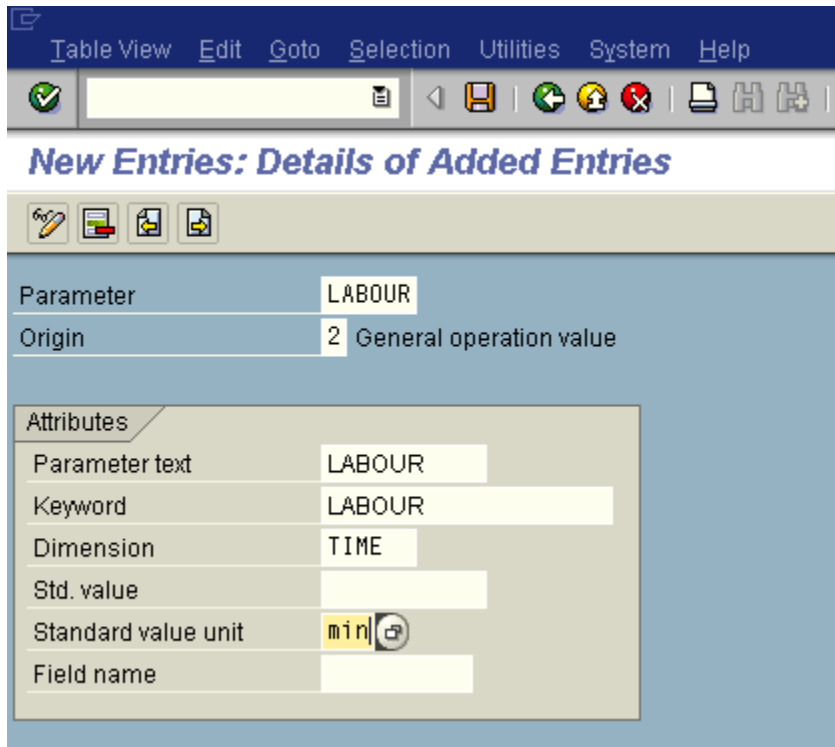 Table View Edit Goto Selection Utilities System Help
New Entries: Details of Added Entries
Parameter LABOUR
Origin 2 General operation value
Attributes
Parameter text LABOUR
Keyword LABOUR
Dimension TIME
Std. value
Standard value unit min
Field name